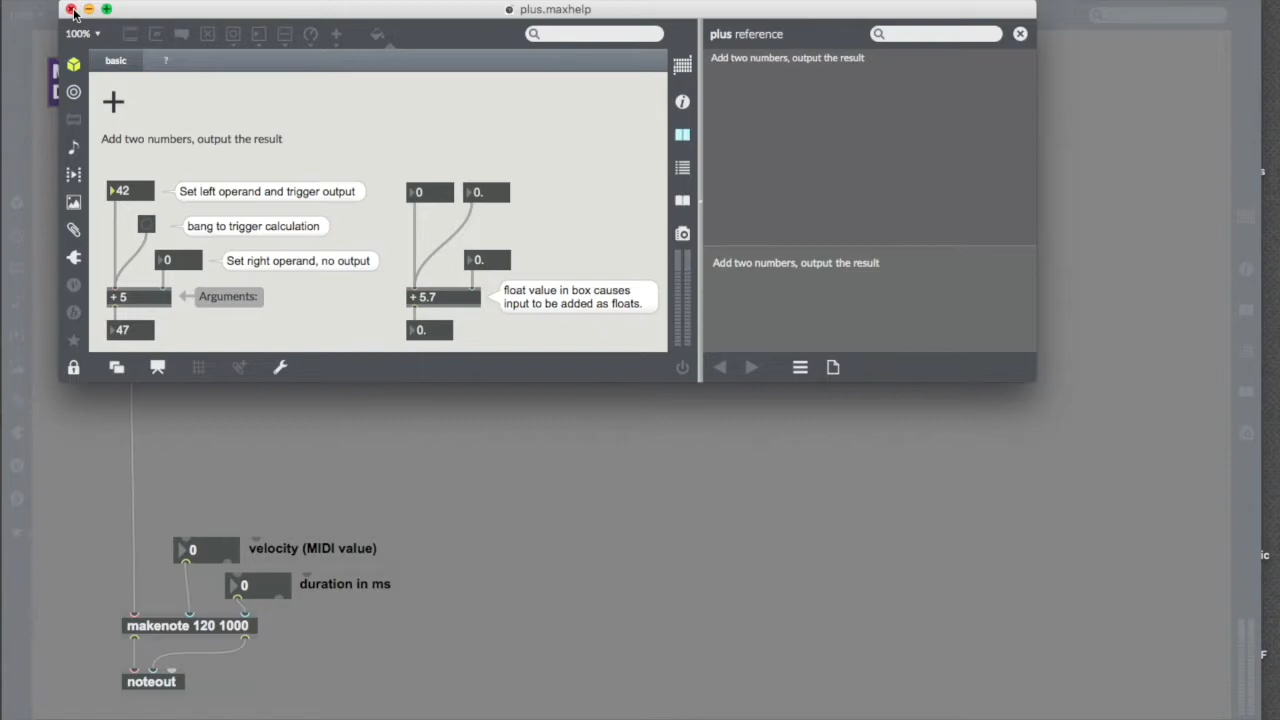 plus.maxhelp
100%
plus reference
basic
?
Add two numbers, output the result
+
Add two numbers, output the result
42
Set left operand and trigger output
0
0.
bang to trigger calculation
0
Set right operand, no output
0.
Add two numbers, output the result
+ 5
Arguments:
+ 5.7
float value in box causes
input to be added as floats.
47
0.
0
velocity (MIDI value)
0
duration in ms
makenote 120 1000
noteout